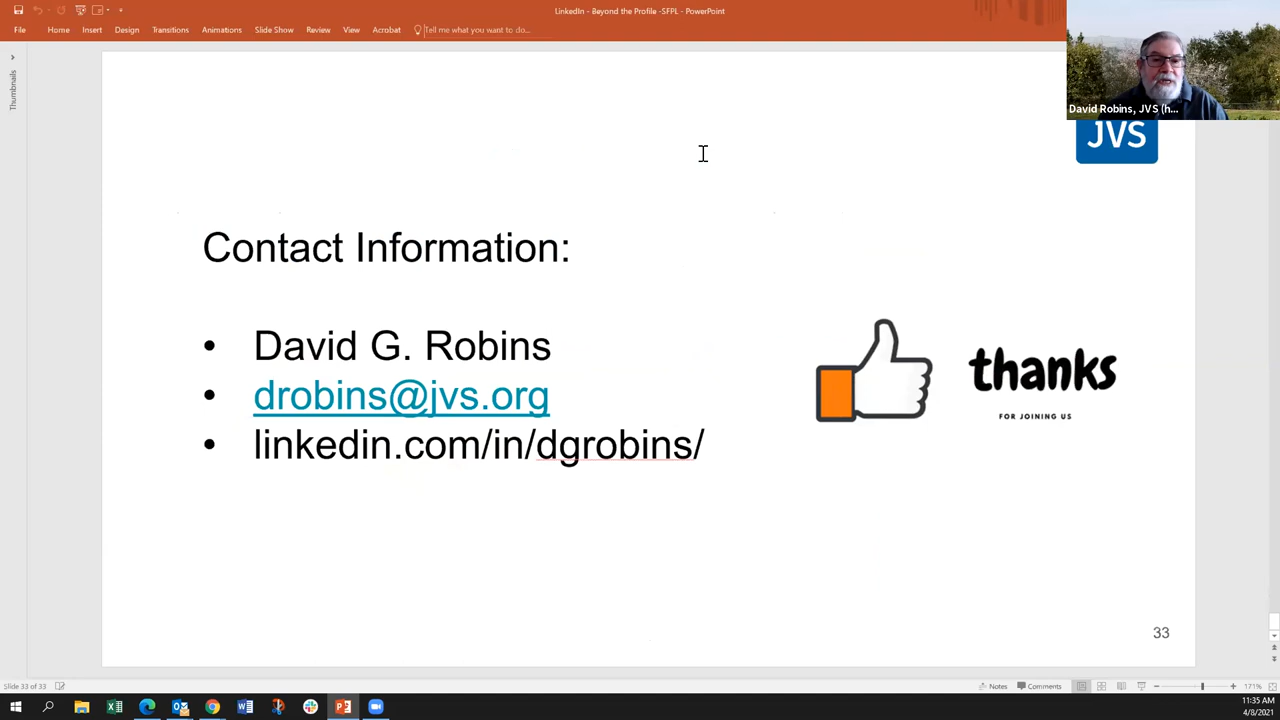 LinkedIn - Beyond the Profile -SFPL - PowerPoint
File Home Insert Design Transitions Animations Slide Show Review View Acrobat Tell me what you want to do...
David Robins, JVS (h...
JVS
Thumbnails
Contact Information:
• David G. Robins
• drobins@jvs.org
• linkedin.com/in/dgrobins/
thanks
FOR JOINING US
33
Slide 33 of 33
Notes Comments 171%
11:35 AM
4/8/2021